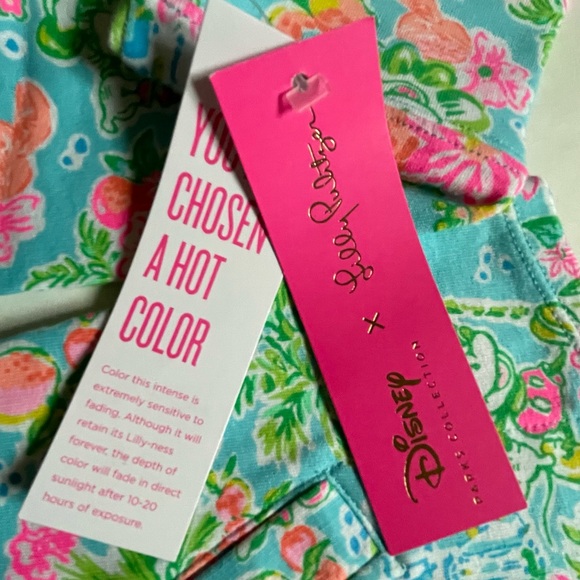 YOU
CHOSEN
A HOT
COLOR
Color this intense is
extremely sensitive to
fading. Although it will
retain its Lilly-ness
forever, the depth of
color will fade in direct
sunlight after 10-20
hours of exposure.
Lilly Pulitzer
x
Disney
PARKS COLLECTION